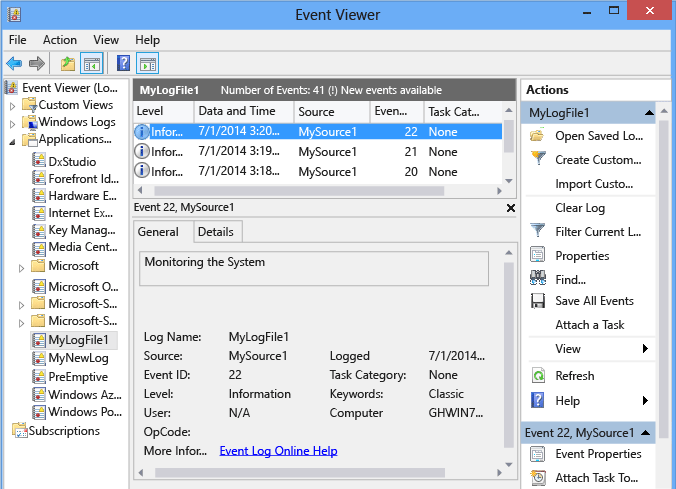 Event Viewer
File Action View Help
Event Viewer (Lo...
Custom Views
Windows Logs
Applications...
DxStudio
Forefront Id...
Hardware E...
Internet Ex...
Key Manag...
Media Cent...
Microsoft
Microsoft O...
Microsoft-S...
Microsoft-S...
MyLogFile1
MyNewLog
PreEmptive
Windows Az...
Windows Po...
Subscriptions
MyLogFile1 Number of Events: 41 (!) New events available
Level Data and Time Source Even... Task Cat...
Infor... 7/1/2014 3:20... MySource1 22 None
Infor... 7/1/2014 3:19... MySource1 21 None
Infor... 7/1/2014 3:18... MySource1 20 None
Event 22, MySource1
General Details
Monitoring the System
Log Name: MyLogFile1
Source: MySource1 Logged 7/1/2014...
Event ID: 22 Task Category: None
Level: Information Keywords: Classic
User: N/A Computer GHWIN7...
OpCode:
More Infor... Event Log Online Help
Actions
MyLogFile1
Open Saved Lo...
Create Custom...
Import Custo...
Clear Log
Filter Current L...
Properties
Find...
Save All Events
Attach a Task
View
Refresh
Help
Event 22, MySource1
Event Properties
Attach Task To...